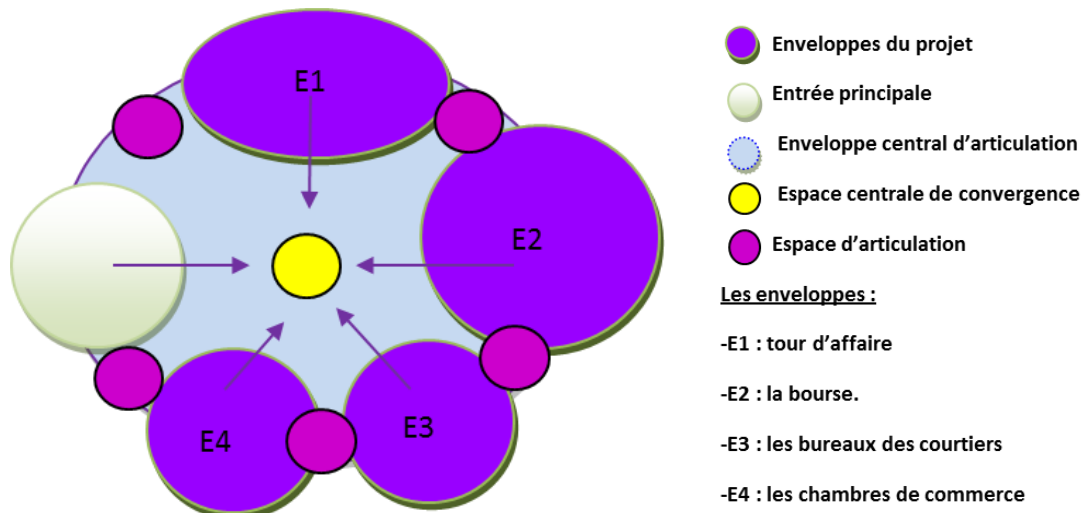 E1
E2
E3
E4
Enveloppes du projet
Entrée principale
Enveloppe central d'articulation
Espace centrale de convergence
Espace d'articulation
Les enveloppes :
-E1 : tour d'affaire
-E2 : la bourse.
-E3 : les bureaux des courtiers
-E4 : les chambres de commerce